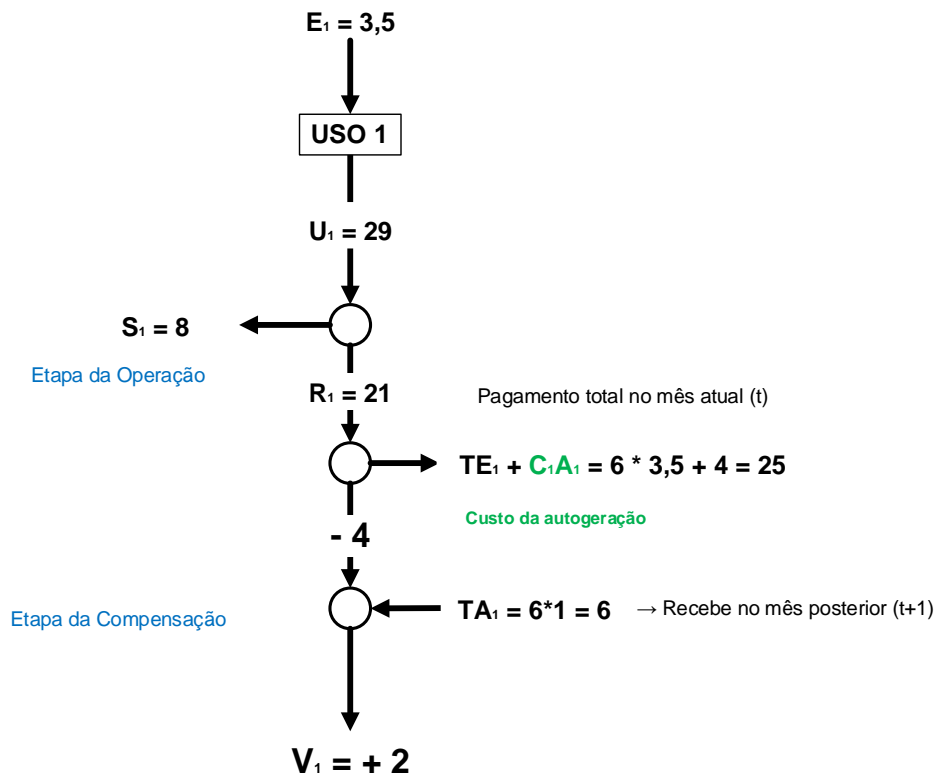 E₁ = 3,5
USO 1
U₁ = 29
S₁ = 8
Etapa da Operação
R₁ = 21
Pagamento total no mês atual (t)
TE₁ + C₁A₁ = 6 * 3,5 + 4 = 25
Custo da autogeração
- 4
Etapa da Compensação
TA₁ = 6*1 = 6 → Recebe no mês posterior (t+1)
V₁ = + 2